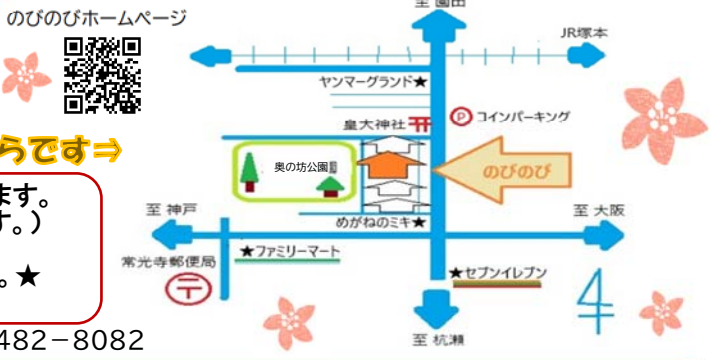 のびのびホームページ
至 園田
JR塚本
ヤンマーグランド★
皇大神社
P コインパーキング
らです⇒
奥の坊公園
のびのび
ます。
す。)
。★
至 神戸
めがねのミキ★
至 大阪
★ファミリーマート
常光寺郵便局
〒
★セブンイレブン
至 杭瀬
482-8082